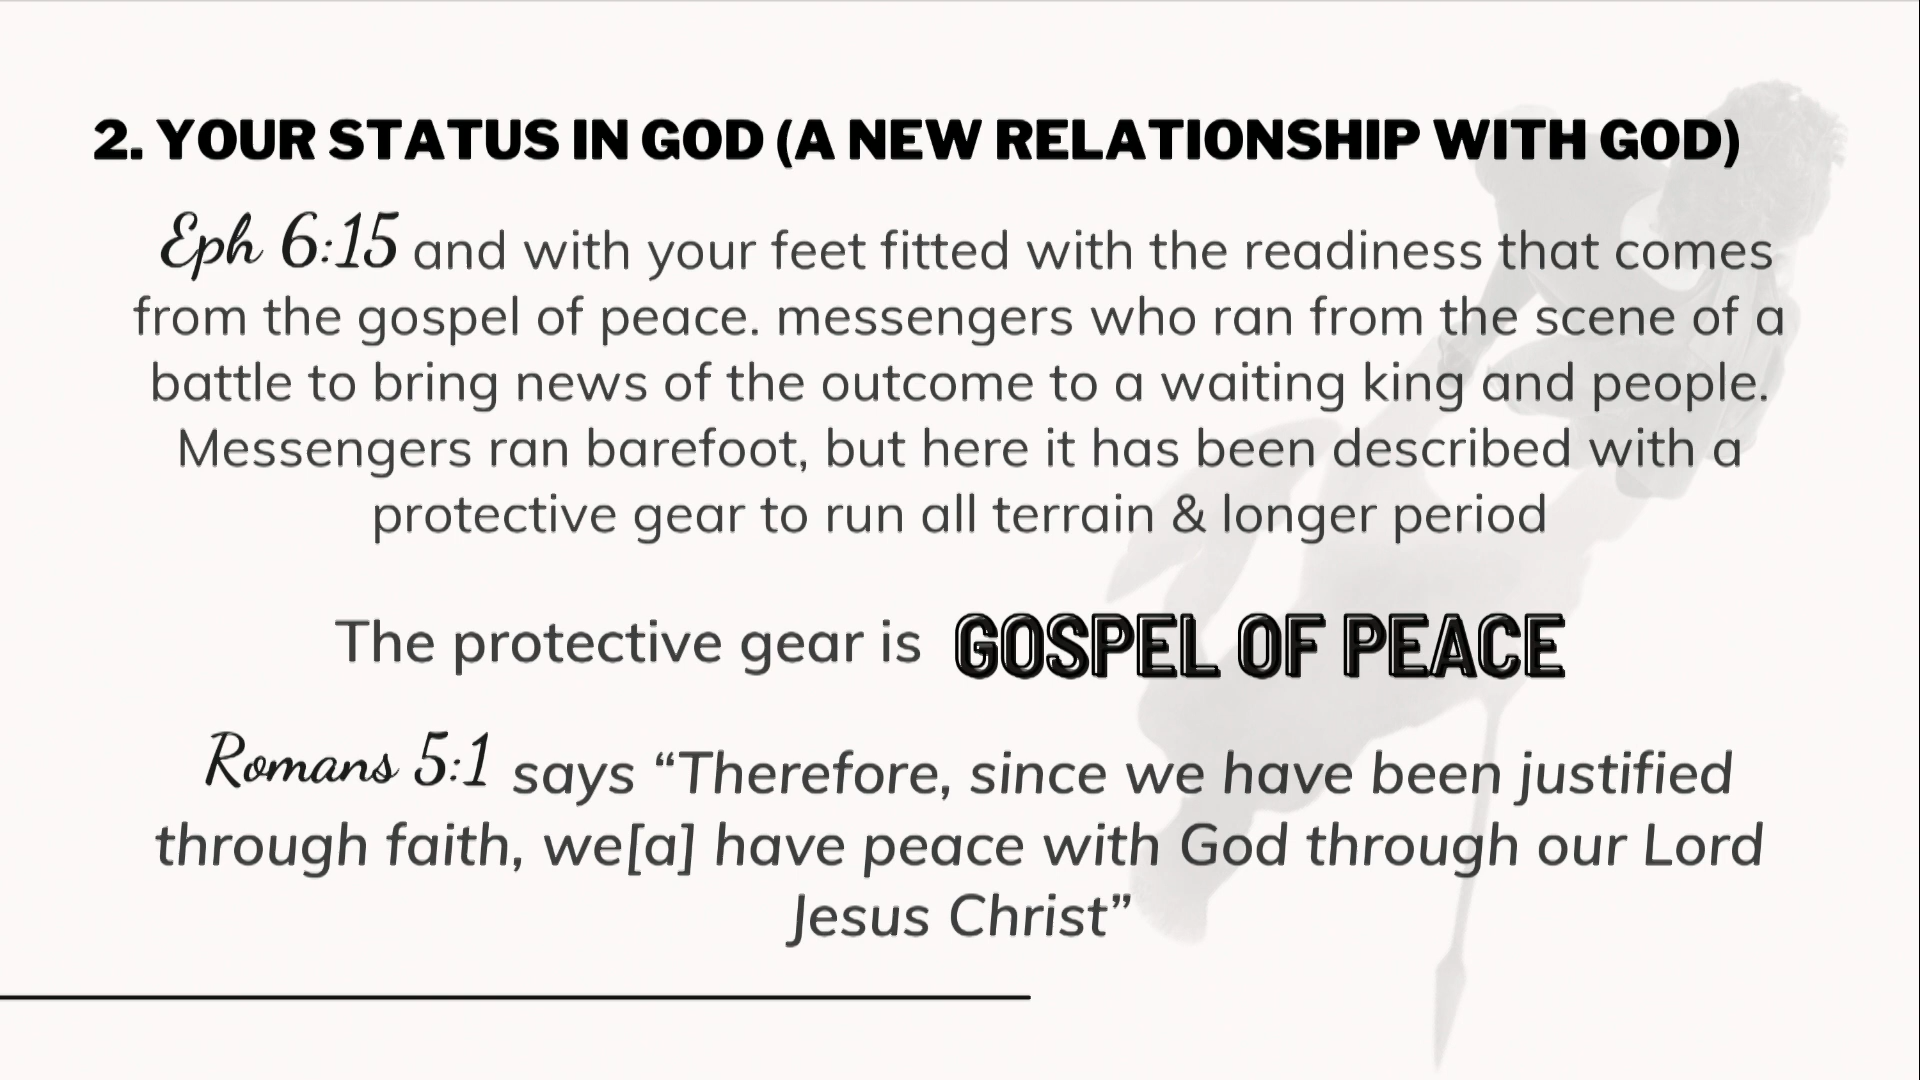 2. YOUR STATUS IN GOD (A NEW RELATIONSHIP WITH GOD)
Eph 6:15 and with your feet fitted with the readiness that comes
from the gospel of peace. messengers who ran from the scene of a
battle to bring news of the outcome to a waiting king and people.
Messengers ran barefoot, but here it has been described with a
protective gear to run all terrain & longer period
The protective gear is GOSPEL OF PEACE
Romans 5:1 says “Therefore, since we have been justified
through faith, we[a] have peace with God through our Lord
Jesus Christ”